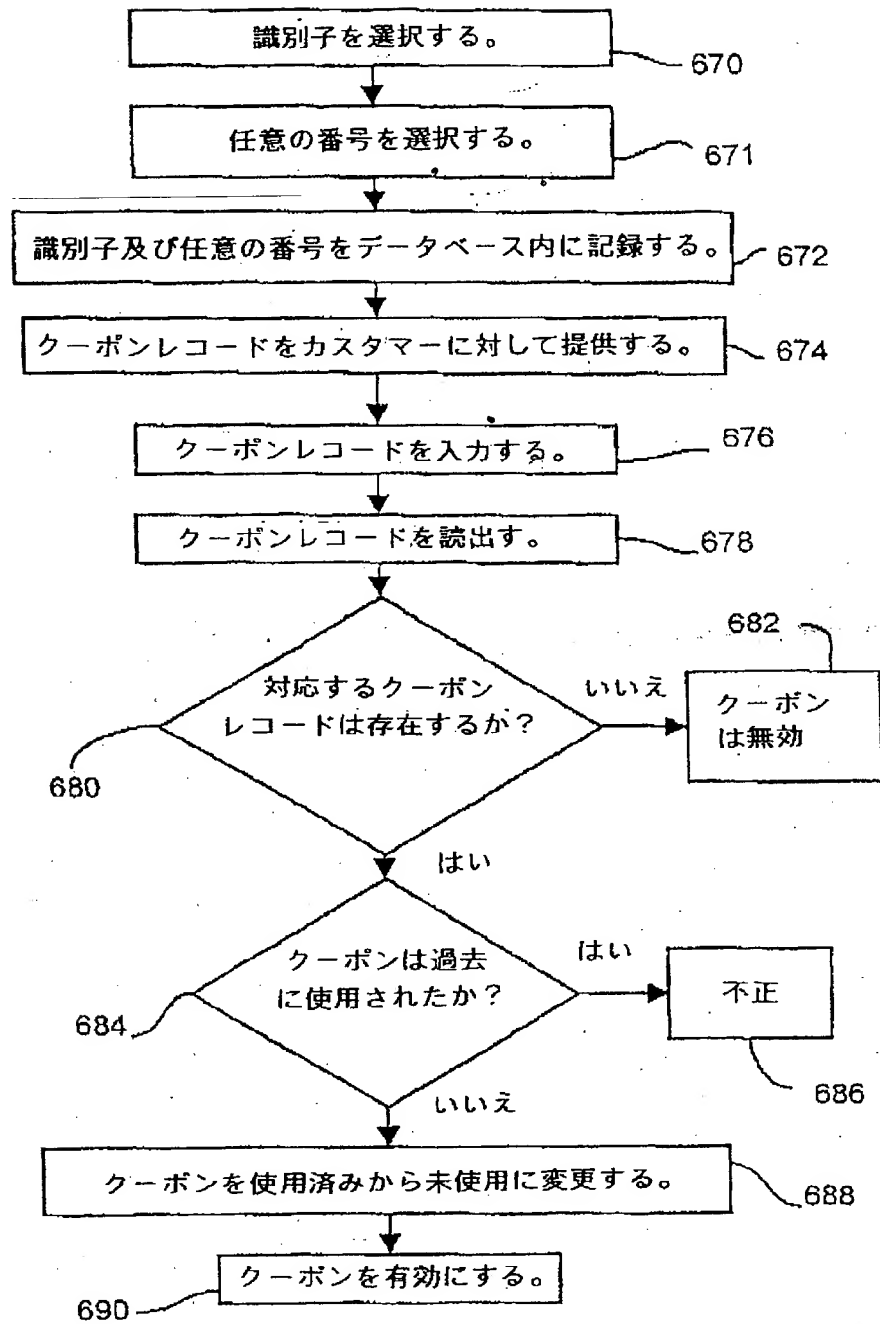 識別子を選択する。
670
任意の番号を選択する。
671
識別子及び任意の番号をデータベース内に記録する。
672
クーポンレコードをカスタマーに対して提供する。
674
クーポンレコードを入力する。
676
クーポンレコードを読出す。
678
対応するクーポン
レコードは存在するか?
680
いいえ
682
クーポン
は無効
はい
クーポンは過去
に使用されたか?
684
はい
不正
686
いいえ
クーポンを使用済みから未使用に変更する。
688
クーポンを有効にする。
690